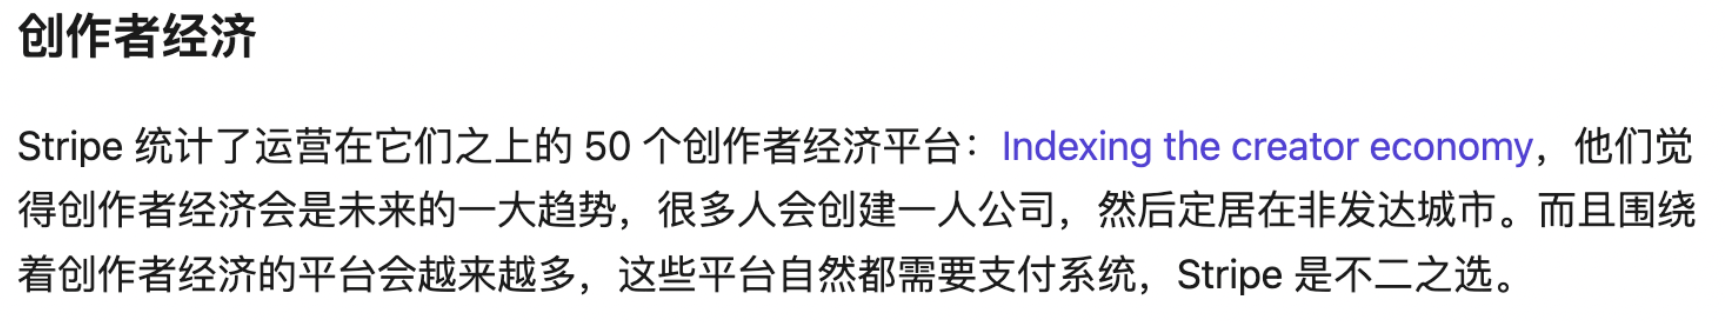 创作者经济
Stripe 统计了运营在它们之上的 50 个创作者经济平台：Indexing the creator economy，他们觉
得创作者经济会是未来的一大趋势，很多人会创建一人公司，然后定居在非发达城市。而且围绕
着创作者经济的平台会越来越多，这些平台自然都需要支付系统，Stripe 是不二之选。